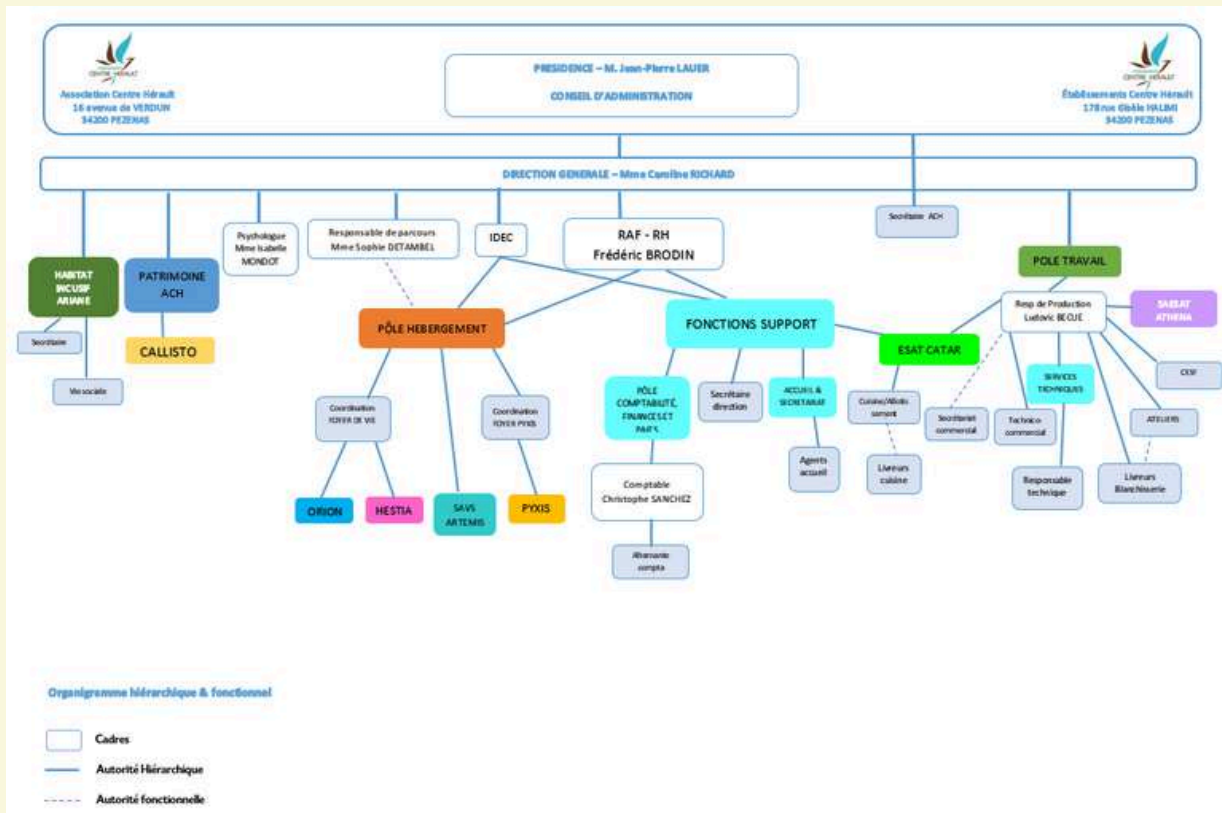 CENTRE HÉRAULT
Association Centre Hérault
16 avenue de VERDUN
34200 PEZENAS
PRESIDENCE – M. Jean-Pierre LAUER
CONSEIL D'ADMINISTRATION
CENTRE HÉRAULT
Établissements Centre Hérault
178 rue Gisèle HALIMI
34200 PEZENAS
DIRECTION GENERALE – Mme Caroline RICHARD
Psychologue
Mme Isabelle
MONDOT
Responsable de parcours
Mme Sophie DETAMBEL
IDEC
RAF - RH
Frédéric BRODIN
Secrétaire ACH
HABITAT
INCUSIF
ARIANE
PATRIMOINE
ACH
POLE TRAVAIL
Secrétaire
CALLISTO
Vie sociale
PÔLE HEBERGEMENT
FONCTIONS SUPPORT
ESAT CATAR
Resp de Production
Ludovic BECUE
ATHENA
Coordination
FOYER DE VIE
Coordination
FOYER PYXIS
PÔLE
COMPTABILITÉ,
FINANCES ET
Secrétaire
direction
ACCUEIL &
SECRETARIAT
Cuisine/Allotis
sement
Secrétariat
commercial
Technico
commercial
SERVICES
TECHNIQUES
CESF
ATELIERS
ORION
HESTIA
SAVS
ARTEMIS
PYXIS
Comptable
Christophe SANCHEZ
Agents
accueil
Livreurs
cuisine
Responsable
technique
Livreurs
Blanchisserie
Alternante
compta
Organigramme hiérarchique & fonctionnel
Cadres
Autorité Hiérarchique
Autorité fonctionnelle